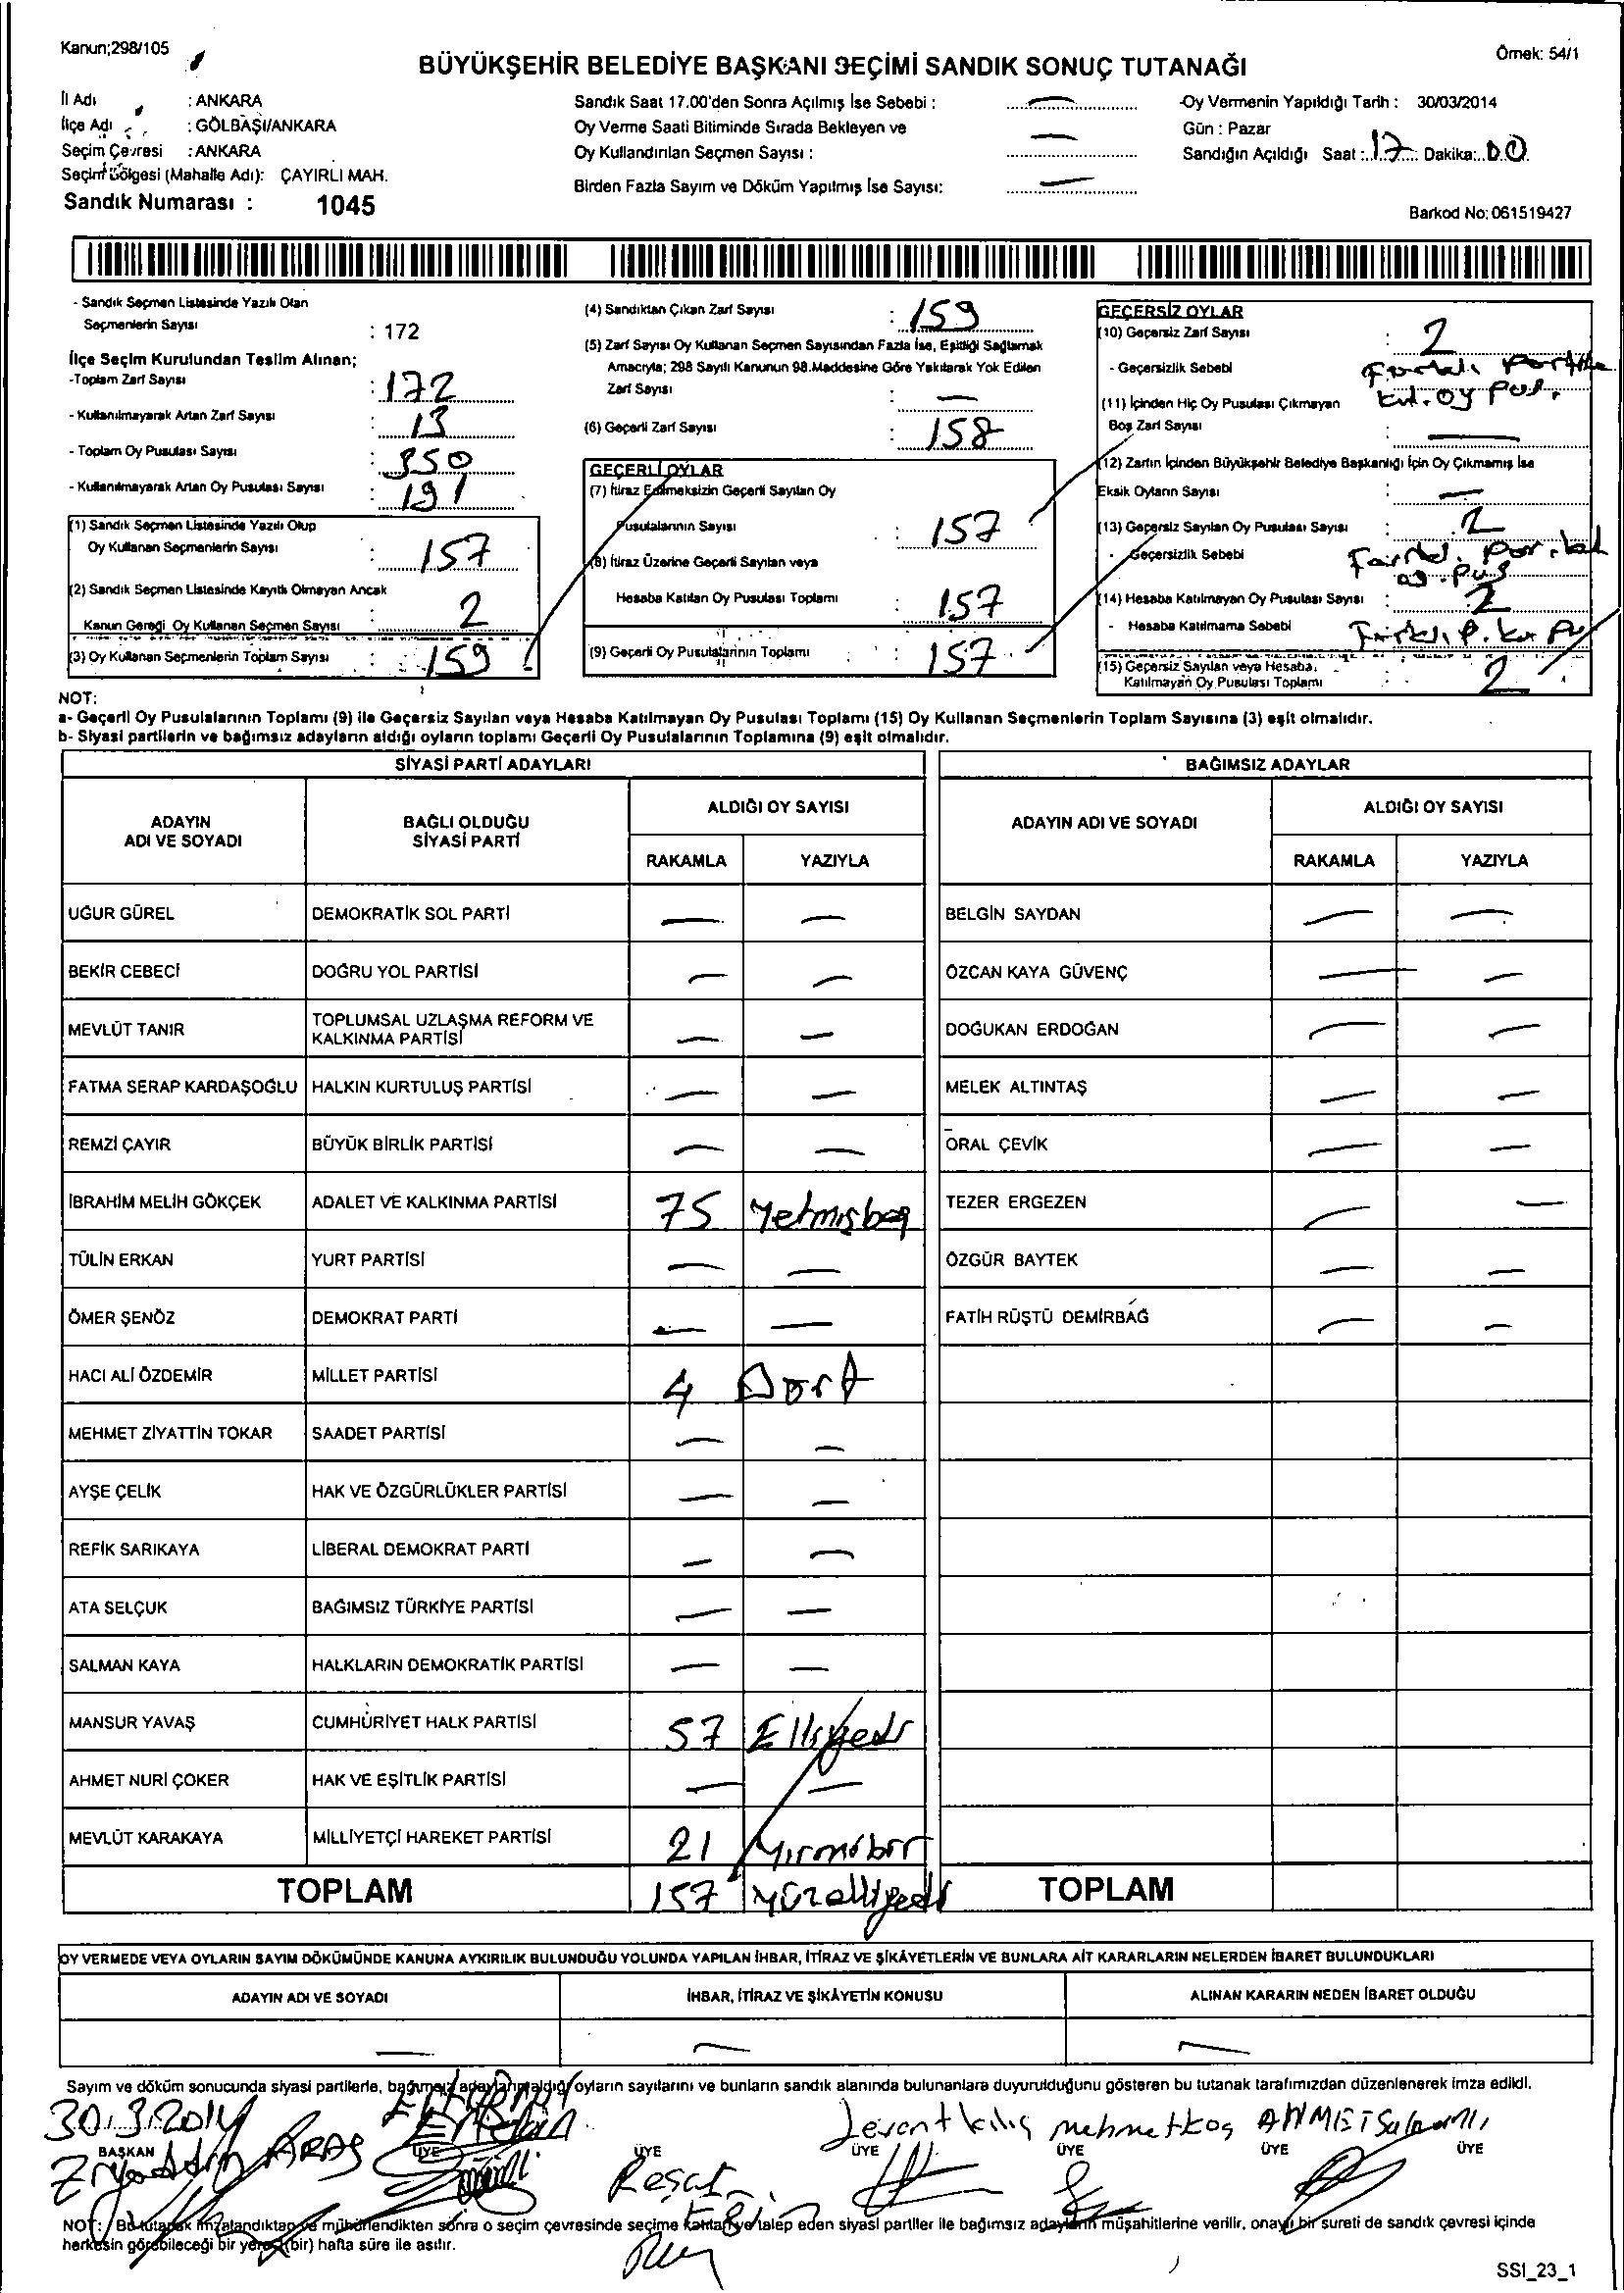 Kanun;298/105
Örnek: 54/1
BÜYÜKŞEHİR BELEDİYE BAŞKANI SEÇİMİ SANDIK SONUÇ TUTANAĞI
İl Adı : ANKARA
İlçe Adı : GÖLBAŞI/ANKARA
Seçim Çevresi : ANKARA
Seçim Bölgesi (Mahalle Adı): ÇAYIRLI MAH.
Sandık Numarası : 1045
Sandık Saat 17.00'den Sonra Açılmış İse Sebebi : —
Oy Verme Saati Bitiminde Sırada Bekleyen ve
Oy Kullandırılan Seçmen Sayısı : —
Birden Fazla Sayım ve Döküm Yapılmış İse Sayısı: —
-Oy Vermenin Yapıldığı Tarih : 30/03/2014
Gün : Pazar
Sandığın Açıldığı Saat : 17 Dakika: 00
Barkod No: 061519427
- Sandık Seçmen Listesinde Yazılı Olan
Seçmenlerin Sayısı : 172
İlçe Seçim Kurulundan Teslim Alınan;
-Toplam Zarf Sayısı : 172
- Kullanılmayarak Artan Zarf Sayısı : 13
- Toplam Oy Pusulası Sayısı : 350
- Kullanılmayarak Artan Oy Pusulası Sayısı : 191
(1) Sandık Seçmen Listesinde Yazılı Olup
Oy Kullanan Seçmenlerin Sayısı : 157
(2) Sandık Seçmen Listesinde Kayıtlı Olmayan Ancak
Kanun Gereği Oy Kullanan Seçmen Sayısı 2
(3) Oy Kullanan Seçmenlerin Toplam Sayısı : 159
(4) Sandıktan Çıkan Zarf Sayısı : 159
(5) Zarf Sayısı Oy Kullanan Seçmen Sayısından Fazla İse, Eşitliği Sağlamak
Amacıyla; 298 Sayılı Kanunun 98.Maddesine Göre Yakılarak Yok Edilen
Zarf Sayısı : —
(6) Geçerli Zarf Sayısı : 158
GEÇERLİ OYLAR
(7) İtiraz Edilmeksizin Geçerli Sayılan Oy
Pusulalarının Sayısı : 157
(8) İtiraz Üzerine Geçerli Sayılan veya
Hesaba Katılan Oy Pusulası Toplamı : 157
(9) Geçerli Oy Pusulalarının Toplamı : 157
GEÇERSİZ OYLAR
(10) Geçersiz Zarf Sayısı : 2
- Geçersizlik Sebebi
kul. oy pus.
(11) İçinden Hiç Oy Pusulası Çıkmayan
Boş Zarf Sayısı : —
(12) Zarfın İçinden Büyükşehir Belediye Başkanlığı İçin Oy Çıkmamış İse
Eksik Oyların Sayısı : —
(13) Geçersiz Sayılan Oy Pusulası Sayısı : 2
- Geçersizlik Sebebi
(14) Hesaba Katılmayan Oy Pusulası Sayısı : 2
- Hesaba Katılmama Sebebi
(15) Geçersiz Sayılan veya Hesaba
Katılmayan Oy Pusulası Toplamı : 2
NOT:
a- Geçerli Oy Pusulalarının Toplamı (9) ile Geçersiz Sayılan veya Hesaba Katılmayan Oy Pusulası Toplamı (15) Oy Kullanan Seçmenlerin Toplam Sayısına (3) eşit olmalıdır.
b- Siyasi partilerin ve bağımsız adayların aldığı oyların toplamı Geçerli Oy Pusulalarının Toplamına (9) eşit olmalıdır.
SİYASİ PARTİ ADAYLARI BAĞIMSIZ ADAYLAR
ADAYIN ADI VE SOYADI BAĞLI OLDUĞU SİYASİ PARTİ ALDIĞI OY SAYISI ADAYIN ADI VE SOYADI ALDIĞI OY SAYISI
RAKAMLA YAZIYLA RAKAMLA YAZIYLA
UĞUR GÜREL DEMOKRATİK SOL PARTİ — — BELGİN SAYDAN — —
BEKİR CEBECİ DOĞRU YOL PARTİSİ — — ÖZCAN KAYA GÜVENÇ — —
MEVLÜT TANIR TOPLUMSAL UZLAŞMA REFORM VE KALKINMA PARTİSİ — — DOĞUKAN ERDOĞAN — —
FATMA SERAP KARDAŞOĞLU HALKIN KURTULUŞ PARTİSİ — — MELEK ALTINTAŞ — —
REMZİ ÇAYIR BÜYÜK BİRLİK PARTİSİ — — ORAL ÇEVİK — —
İBRAHİM MELİH GÖKÇEK ADALET VE KALKINMA PARTİSİ 75 Yetmişbeş TEZER ERGEZEN — —
TÜLİN ERKAN YURT PARTİSİ — — ÖZGÜR BAYTEK — —
ÖMER ŞENÖZ DEMOKRAT PARTİ — — FATİH RÜŞTÜ DEMİRBAĞ — —
HACI ALİ ÖZDEMİR MİLLET PARTİSİ 4 Dört
MEHMET ZİYATTİN TOKAR SAADET PARTİSİ — —
AYŞE ÇELİK HAK VE ÖZGÜRLÜKLER PARTİSİ — —
REFİK SARIKAYA LİBERAL DEMOKRAT PARTİ — —
ATA SELÇUK BAĞIMSIZ TÜRKİYE PARTİSİ — —
SALMAN KAYA HALKLARIN DEMOKRATİK PARTİSİ — —
MANSUR YAVAŞ CUMHURİYET HALK PARTİSİ 57 Elliyedi
AHMET NURİ ÇOKER HAK VE EŞİTLİK PARTİSİ — —
MEVLÜT KARAKAYA MİLLİYETÇİ HAREKET PARTİSİ 21 Yirmibir
TOPLAM 157 Yüzelliyedi TOPLAM
OY VERMEDE VEYA OYLARIN SAYIM DÖKÜMÜNDE KANUNA AYKIRILIK BULUNDUĞU YOLUNDA YAPILAN İHBAR, İTİRAZ VE ŞİKÂYETLERİN VE BUNLARA AİT KARARLARIN NELERDEN İBARET BULUNDUKLARI
ADAYIN ADI VE SOYADI İHBAR, İTİRAZ VE ŞİKÂYETİN KONUSU ALINAN KARARIN NEDEN İBARET OLDUĞU
— — —
Sayım ve döküm sonucunda siyasi partilerle, bağımsız adayların aldığı oyların sayılarını ve bunların sandık alanında bulunanlara duyurulduğunu gösteren bu tutanak tarafımızdan düzenlenerek imza edildi.
30.3.2014 Levent kılıç mehmet koş AHMET
BAŞKAN ÜYE ÜYE ÜYE ÜYE ÜYE ÜYE
ARAS Reşat
NOT: Bu tutanak imzalandıktan ve mühürlendikten sonra o seçim çevresinde seçime katılan ve talep eden siyasi partiler ile bağımsız adayların müşahitlerine verilir, onaylı bir sureti de sandık çevresi içinde
herkesin görebileceği bir yere (bir) hafta süre ile asılır.
SSI_23_1